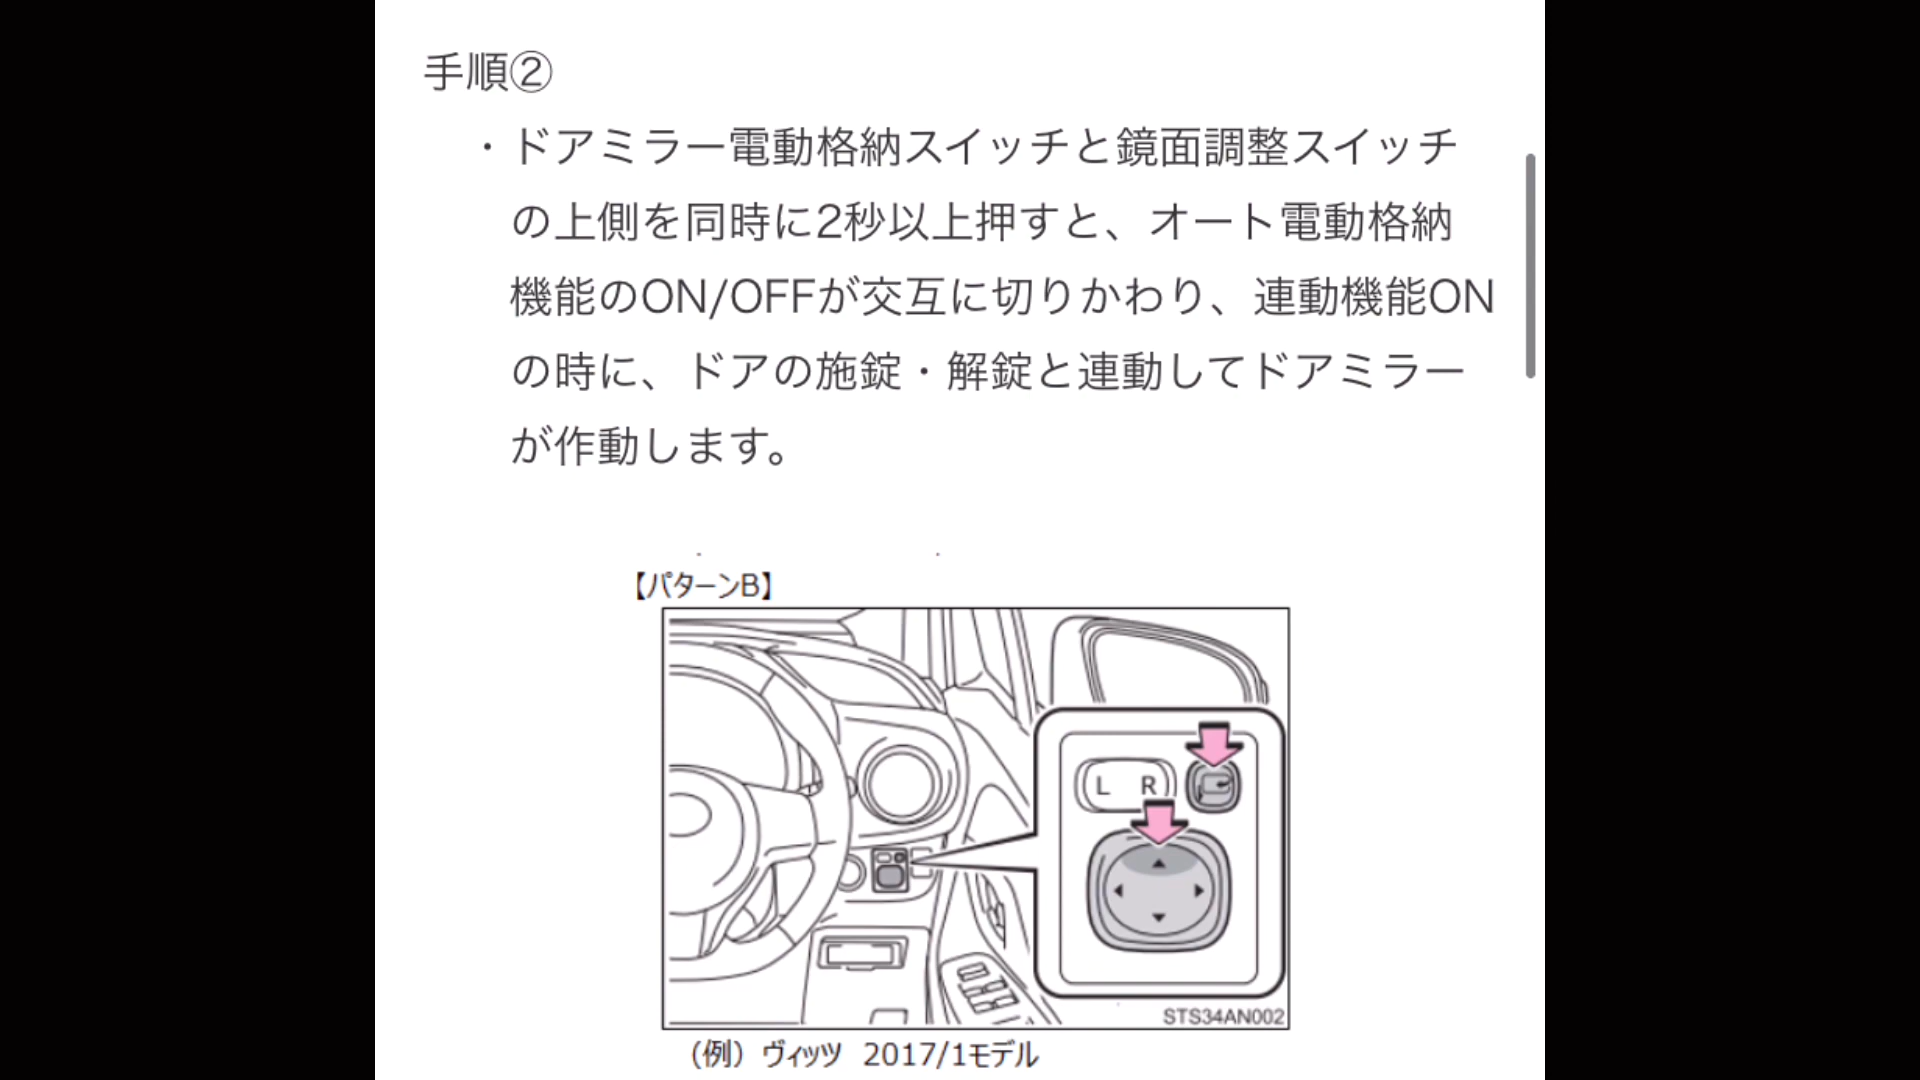 手順②
・ドアミラー電動格納スイッチと鏡面調整スイッチ
の上側を同時に2秒以上押すと、オート電動格納
機能のON/OFFが交互に切りかわり、連動機能ON
の時に、ドアの施錠・解錠と連動してドアミラー
が作動します。
【パターンB】
L R
STS34AN002
（例）ヴィッツ 2017/1モデル